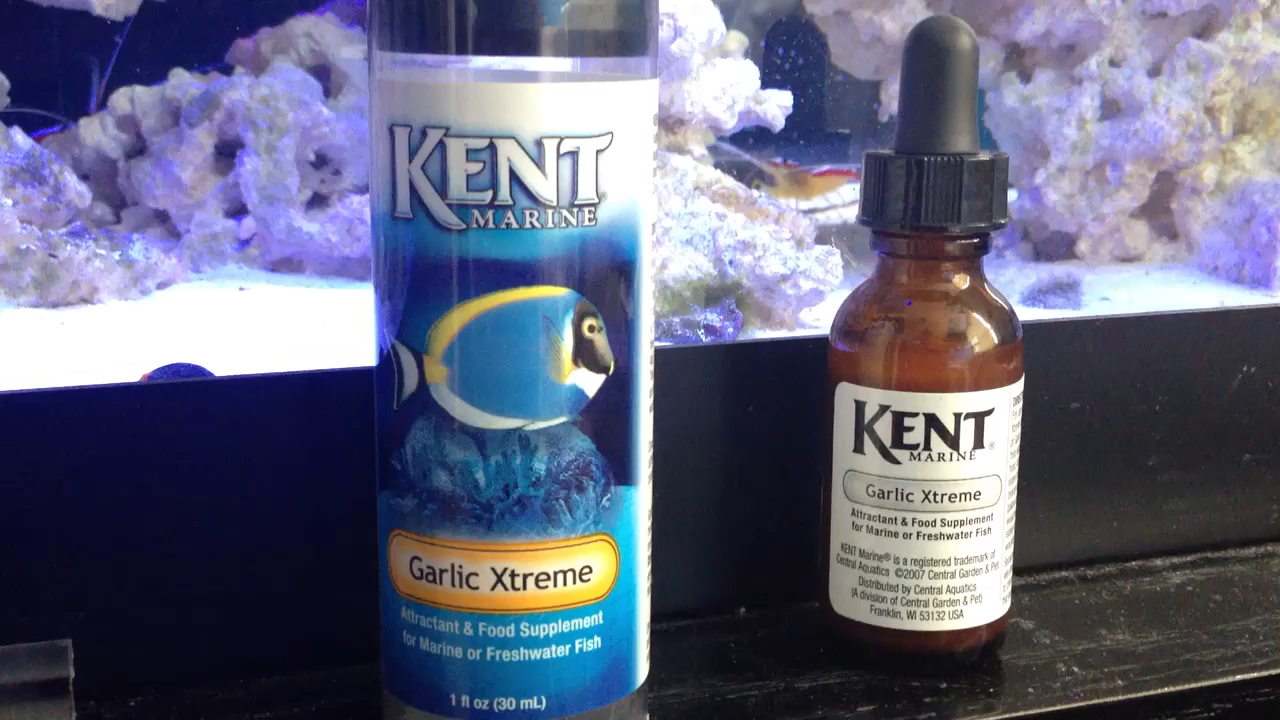 KENT
MARINE
Garlic Xtreme
Attractant & Food Supplement
for Marine or Freshwater Fish
1 fl oz (30 mL)
KENT®
MARINE
Garlic Xtreme
Attractant & Food Supplement
for Marine or Freshwater Fish
KENT Marine® is a registered trademark of
Central Aquatics ©2007 Central Garden & Pet
Distributed by Central Aquatics
(A division of Central Garden & Pet)
Franklin, WI 53132 USA